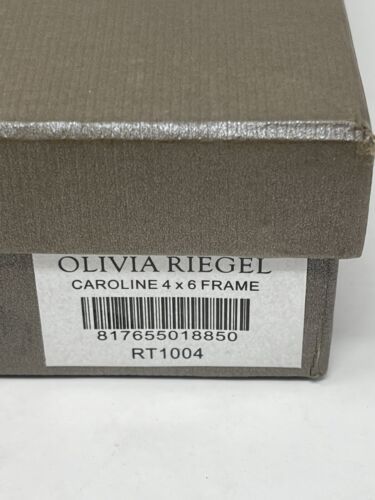 OLIVIA RIEGEL
CAROLINE 4 x 6 FRAME
817655018850
RT1004